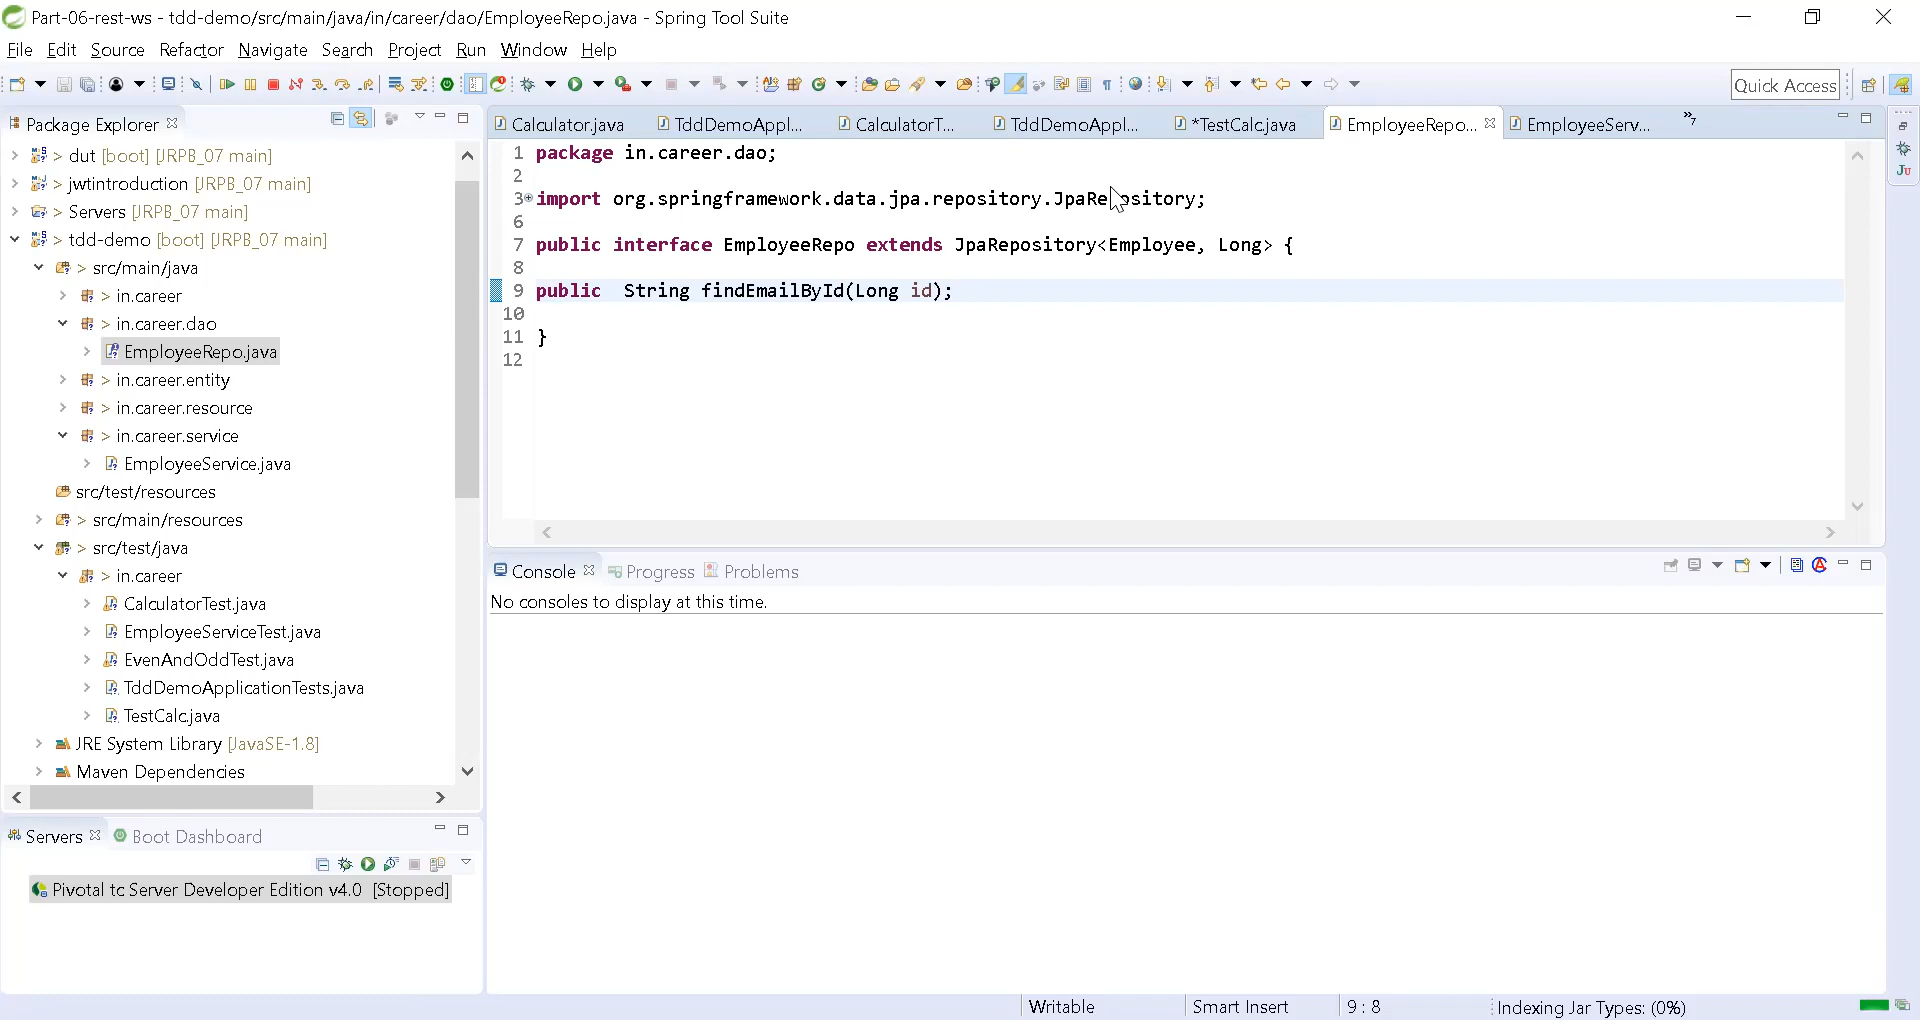 Part-06-rest-ws - tdd-demo/src/main/java/in/career/dao/EmployeeRepo.java - Spring Tool Suite
File Edit Source Refactor Navigate Search Project Run Window Help
Quick Access
Package Explorer
> dut [boot] [JRPB_07 main]
> jwtintroduction [JRPB_07 main]
> Servers [JRPB_07 main]
> tdd-demo [boot] [JRPB_07 main]
> src/main/java
> in.career
> in.career.dao
EmployeeRepo.java
> in.career.entity
> in.career.resource
> in.career.service
EmployeeService.java
src/test/resources
> src/main/resources
> src/test/java
> in.career
CalculatorTest.java
EmployeeServiceTest.java
EvenAndOddTest.java
TddDemoApplicationTests.java
TestCalc.java
JRE System Library [JavaSE-1.8]
Maven Dependencies
Servers Boot Dashboard
Pivotal tc Server Developer Edition v4.0 [Stopped]
Calculator.java TddDemoAppl... CalculatorT... TddDemoAppl... *TestCalc.java EmployeeRepo... EmployeeServ... »7
1 package in.career.dao;
2
3 import org.springframework.data.jpa.repository.JpaRepository;
6
7 public interface EmployeeRepo extends JpaRepository<Employee, Long> {
8
9 public String findEmailById(Long id);
10
11 }
12
Console Progress Problems
No consoles to display at this time.
Writable Smart Insert 9 : 8 Indexing Jar Types: (0%)